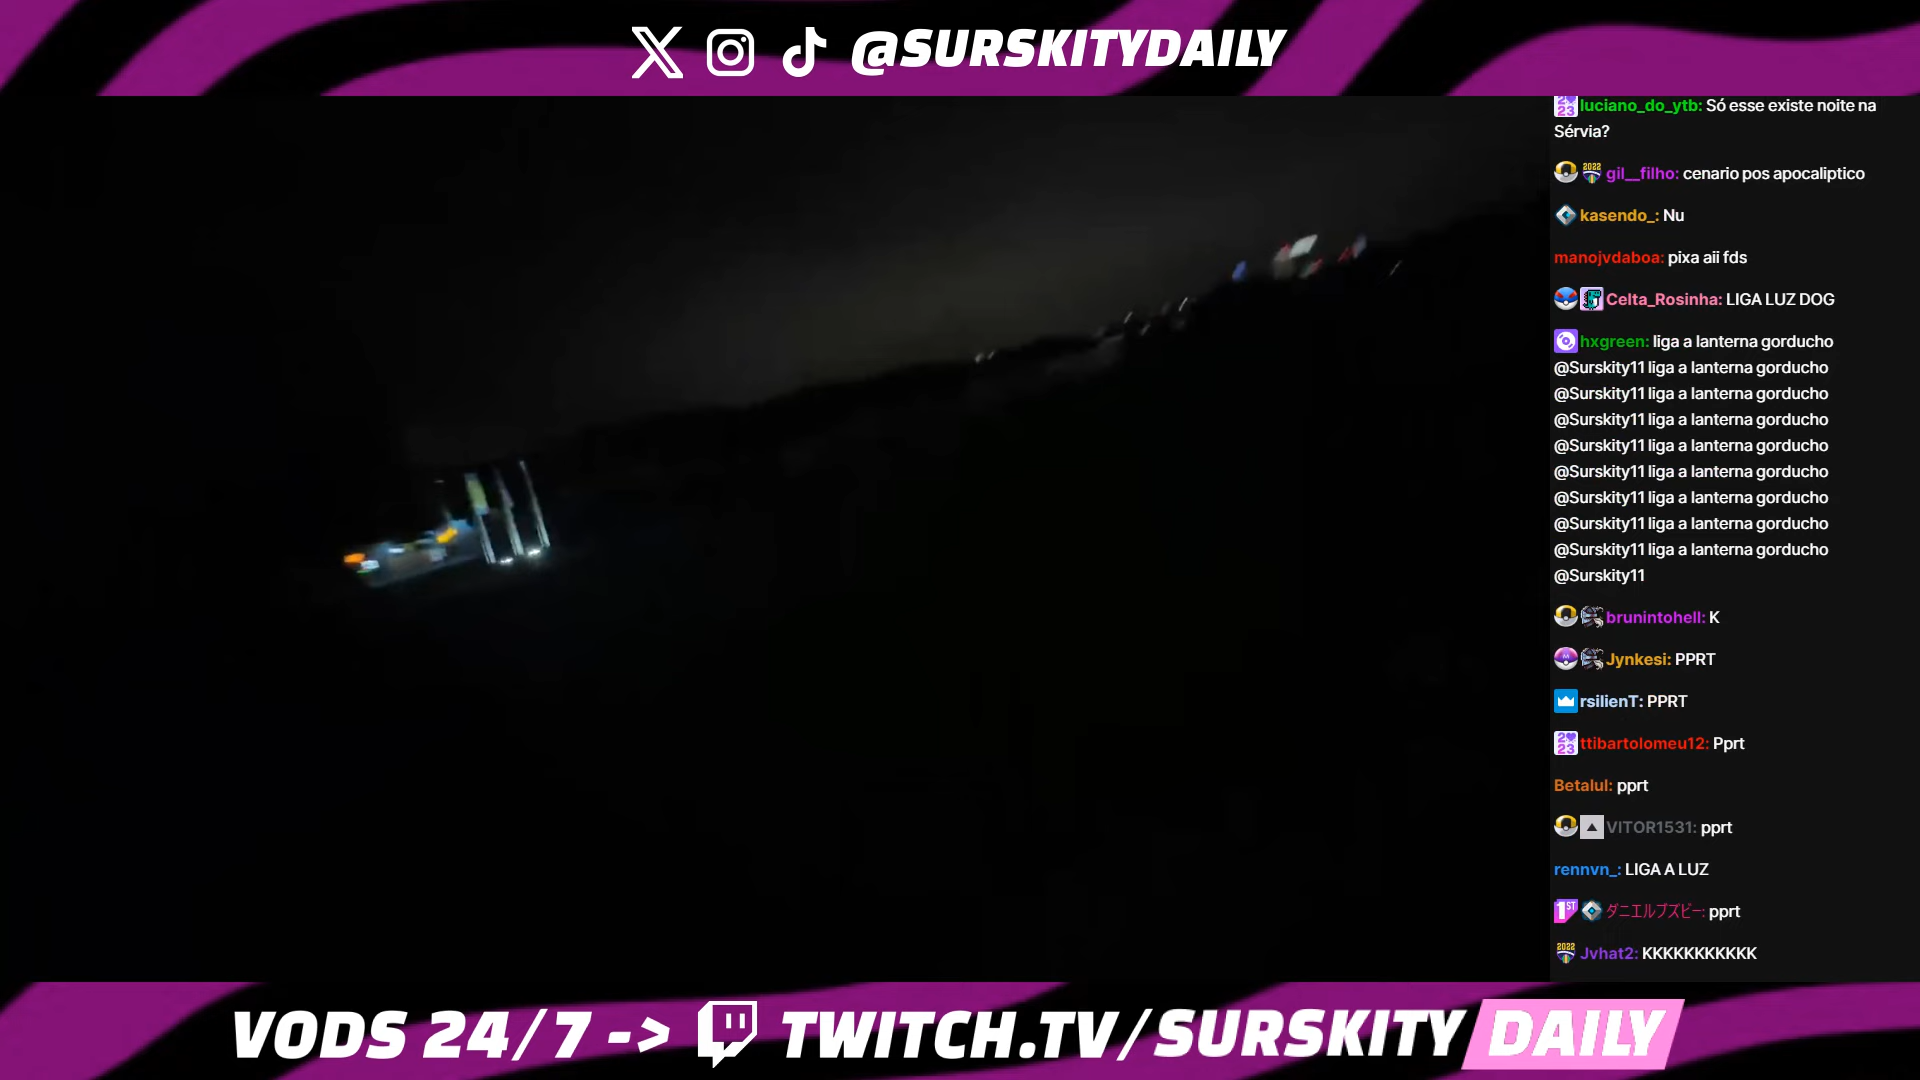 @SURSKITYDAILY
luciano_do_ytb: Só esse existe noite na
Sérvia?
gil__filho: cenario pos apocaliptico
kasendo_: Nu
manojvdaboa: pixa aii fds
Celta_Rosinha: LIGA LUZ DOG
hxgreen: liga a lanterna gorducho
@Surskity11 liga a lanterna gorducho
@Surskity11 liga a lanterna gorducho
@Surskity11 liga a lanterna gorducho
@Surskity11 liga a lanterna gorducho
@Surskity11 liga a lanterna gorducho
@Surskity11 liga a lanterna gorducho
@Surskity11 liga a lanterna gorducho
@Surskity11 liga a lanterna gorducho
@Surskity11
brunintohell: K
Jynkesi: PPRT
rsilienT: PPRT
ttibartolomeu12: Pprt
Betalul: pprt
VITOR1531: pprt
rennvn_: LIGA A LUZ
1ST ダニエルブズビー: pprt
2022 Jvhat2: KKKKKKKKKKK
VODS 24/7 -> TWITCH.TV/SURSKITY DAILY